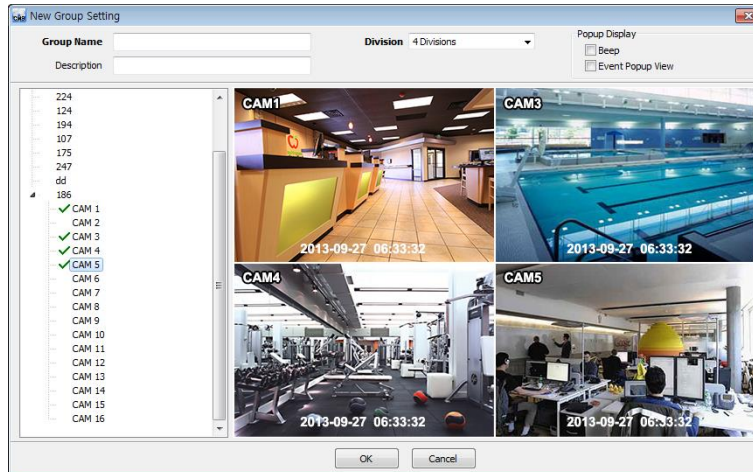 New Group Setting
Group Name
Division 4 Divisions
Popup Display
Beep
Description
Event Popup View
224
124
194
107
175
247
dd
186
CAM 1
CAM 2
CAM 3
CAM 4
CAM 5
CAM 6
CAM 7
CAM 8
CAM 9
CAM 10
CAM 11
CAM 12
CAM 13
CAM 14
CAM 15
CAM 16
CAM1
2013-09-27 06:33:32
CAM3
2013-09-27 06:33:32
CAM4
2013-09-27 06:33:32
CAM5
2013-09-27 06:33:32
OK Cancel